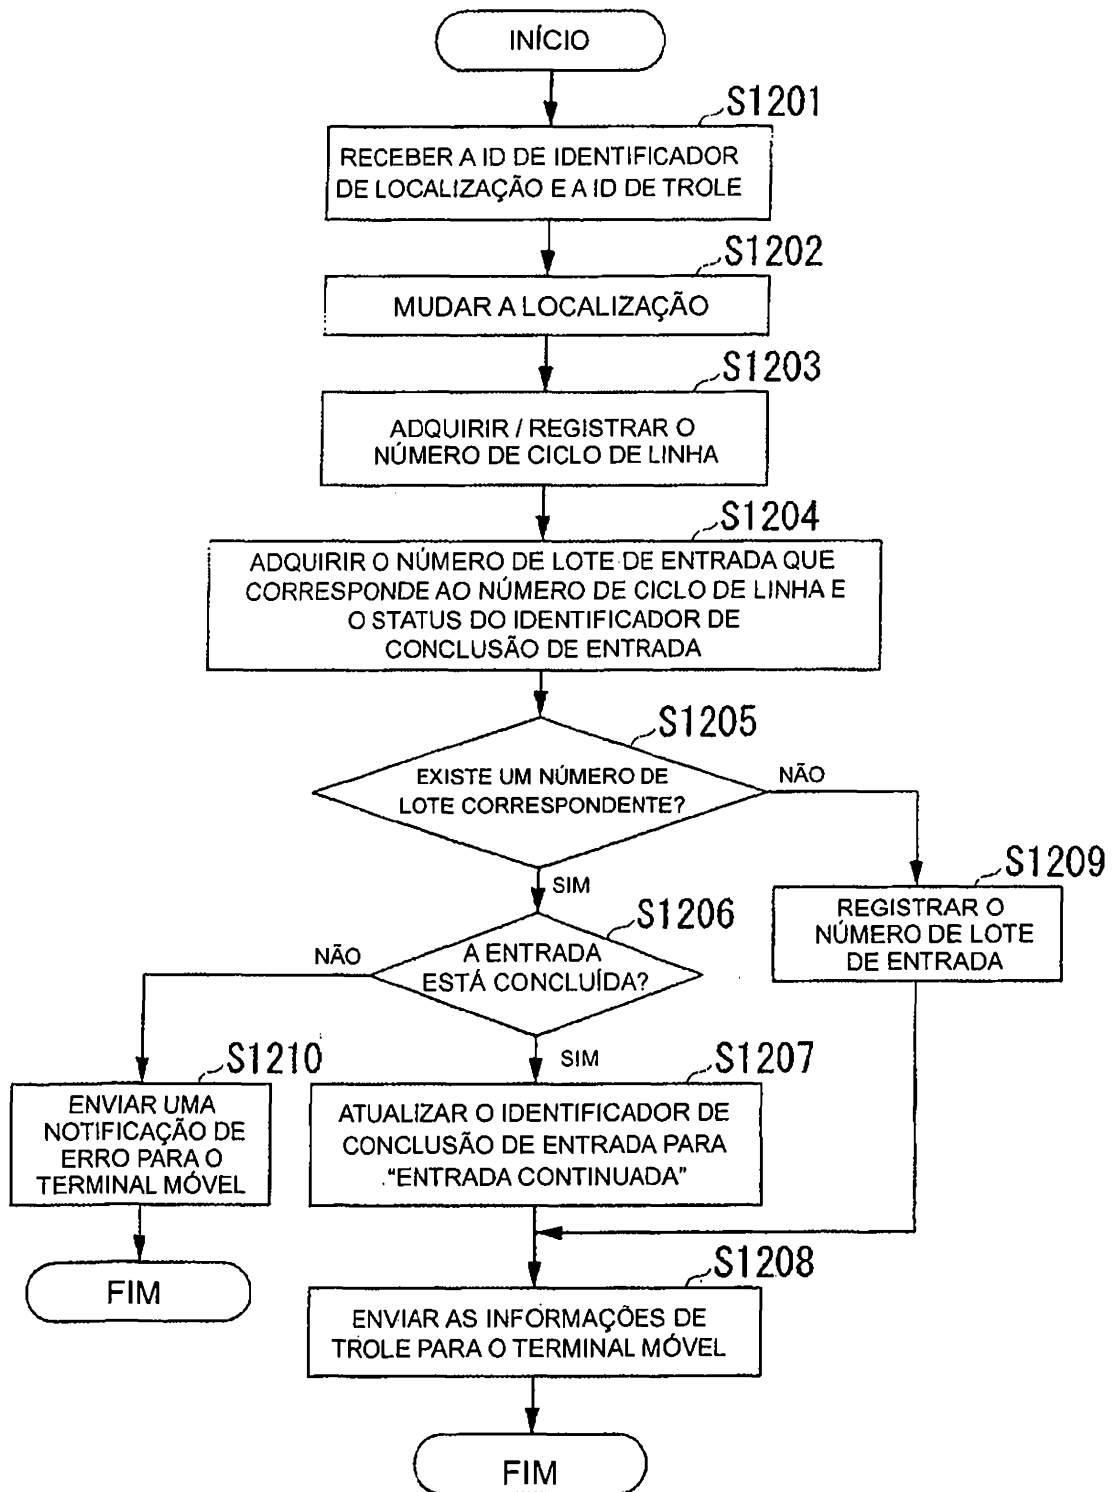 INÍCIO
S1201
RECEBER A ID DE IDENTIFICADOR
DE LOCALIZAÇÃO E A ID DE TROLE
S1202
MUDAR A LOCALIZAÇÃO
S1203
ADQUIRIR / REGISTRAR O
NÚMERO DE CICLO DE LINHA
S1204
ADQUIRIR O NÚMERO DE LOTE DE ENTRADA QUE
CORRESPONDE AO NÚMERO DE CICLO DE LINHA E
O STATUS DO IDENTIFICADOR DE
CONCLUSÃO DE ENTRADA
S1205
EXISTE UM NÚMERO DE
LOTE CORRESPONDENTE?
NÃO
SIM
S1209
REGISTRAR O
NÚMERO DE LOTE
DE ENTRADA
S1206
A ENTRADA
ESTÁ CONCLUÍDA?
NÃO
SIM
S1210
ENVIAR UMA
NOTIFICAÇÃO DE
ERRO PARA O
TERMINAL MÓVEL
FIM
S1207
ATUALIZAR O IDENTIFICADOR DE
CONCLUSÃO DE ENTRADA PARA
“ENTRADA CONTINUADA”
S1208
ENVIAR AS INFORMAÇÕES DE
TROLE PARA O TERMINAL MÓVEL
FIM